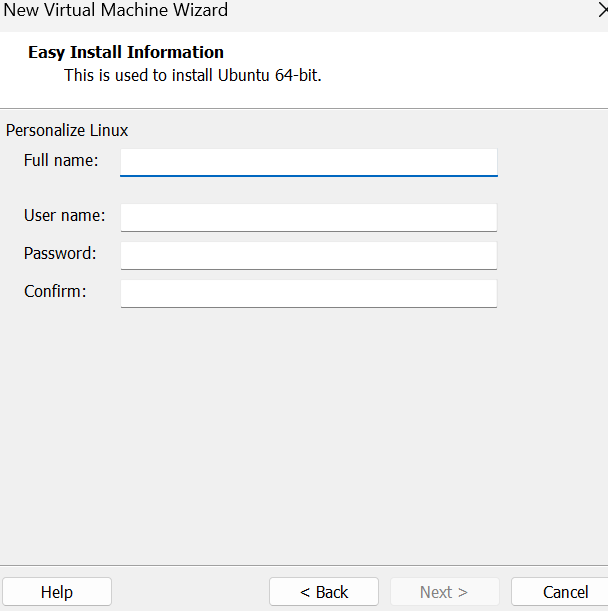 New Virtual Machine Wizard
Easy Install Information
This is used to install Ubuntu 64-bit.
Personalize Linux
Full name:
User name:
Password:
Confirm:
Help
< Back
Next >
Cancel